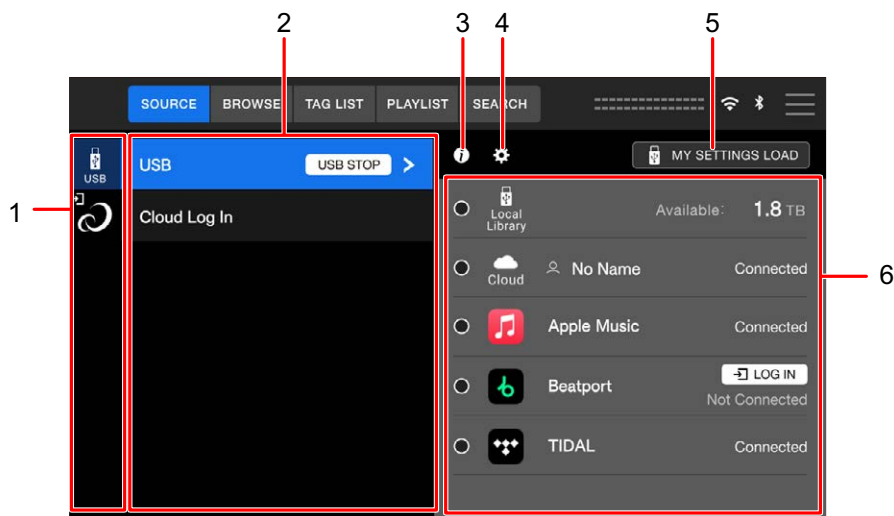 2 3 4 5
SOURCE BROWSE TAG LIST PLAYLIST SEARCH
USB
USB USB STOP
i
MY SETTINGS LOAD
1
Cloud Log In
Local
Library
Available: 1.8 TB
6
Cloud
No Name Connected
Apple Music Connected
Beatport LOG IN
Not Connected
TIDAL Connected